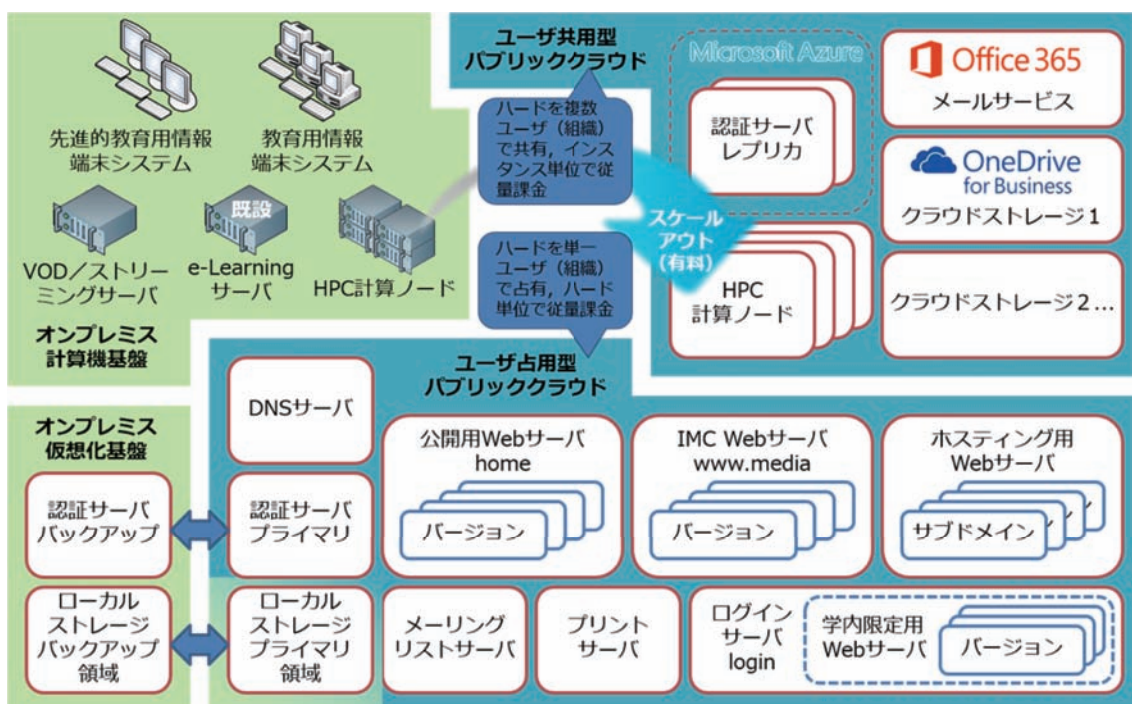 先進的教育用情報
端末システム
教育用情報
端末システム
VOD／ストリー
ミングサーバ
既設
e-Learning
サーバ
HPC計算ノード
オンプレミス
計算機基盤
ユーザ共用型
パブリッククラウド
ハードを複数
ユーザ（組織）
で共有，インス
タンス単位で従
量課金
ハードを単一
ユーザ（組織）
で占有，ハード
単位で従量課金
スケール
アウト
（有料）
Microsoft Azure
認証サーバ
レプリカ
HPC
計算ノード
Office 365
メールサービス
OneDrive
for Business
クラウドストレージ1
クラウドストレージ2...
ユーザ占用型
パブリッククラウド
オンプレミス
仮想化基盤
認証サーバ
バックアップ
ローカル
ストレージ
バックアップ
領域
DNSサーバ
認証サーバ
プライマリ
ローカル
ストレージ
プライマリ
領域
公開用Webサーバ
home
バージョン
IMC Webサーバ
www.media
バージョン
ホスティング用
Webサーバ
サブドメイン
ン
ン
メーリング
リストサーバ
プリント
サーバ
ログイン
サーバ
login
学内限定用
Webサーバ
バージョン